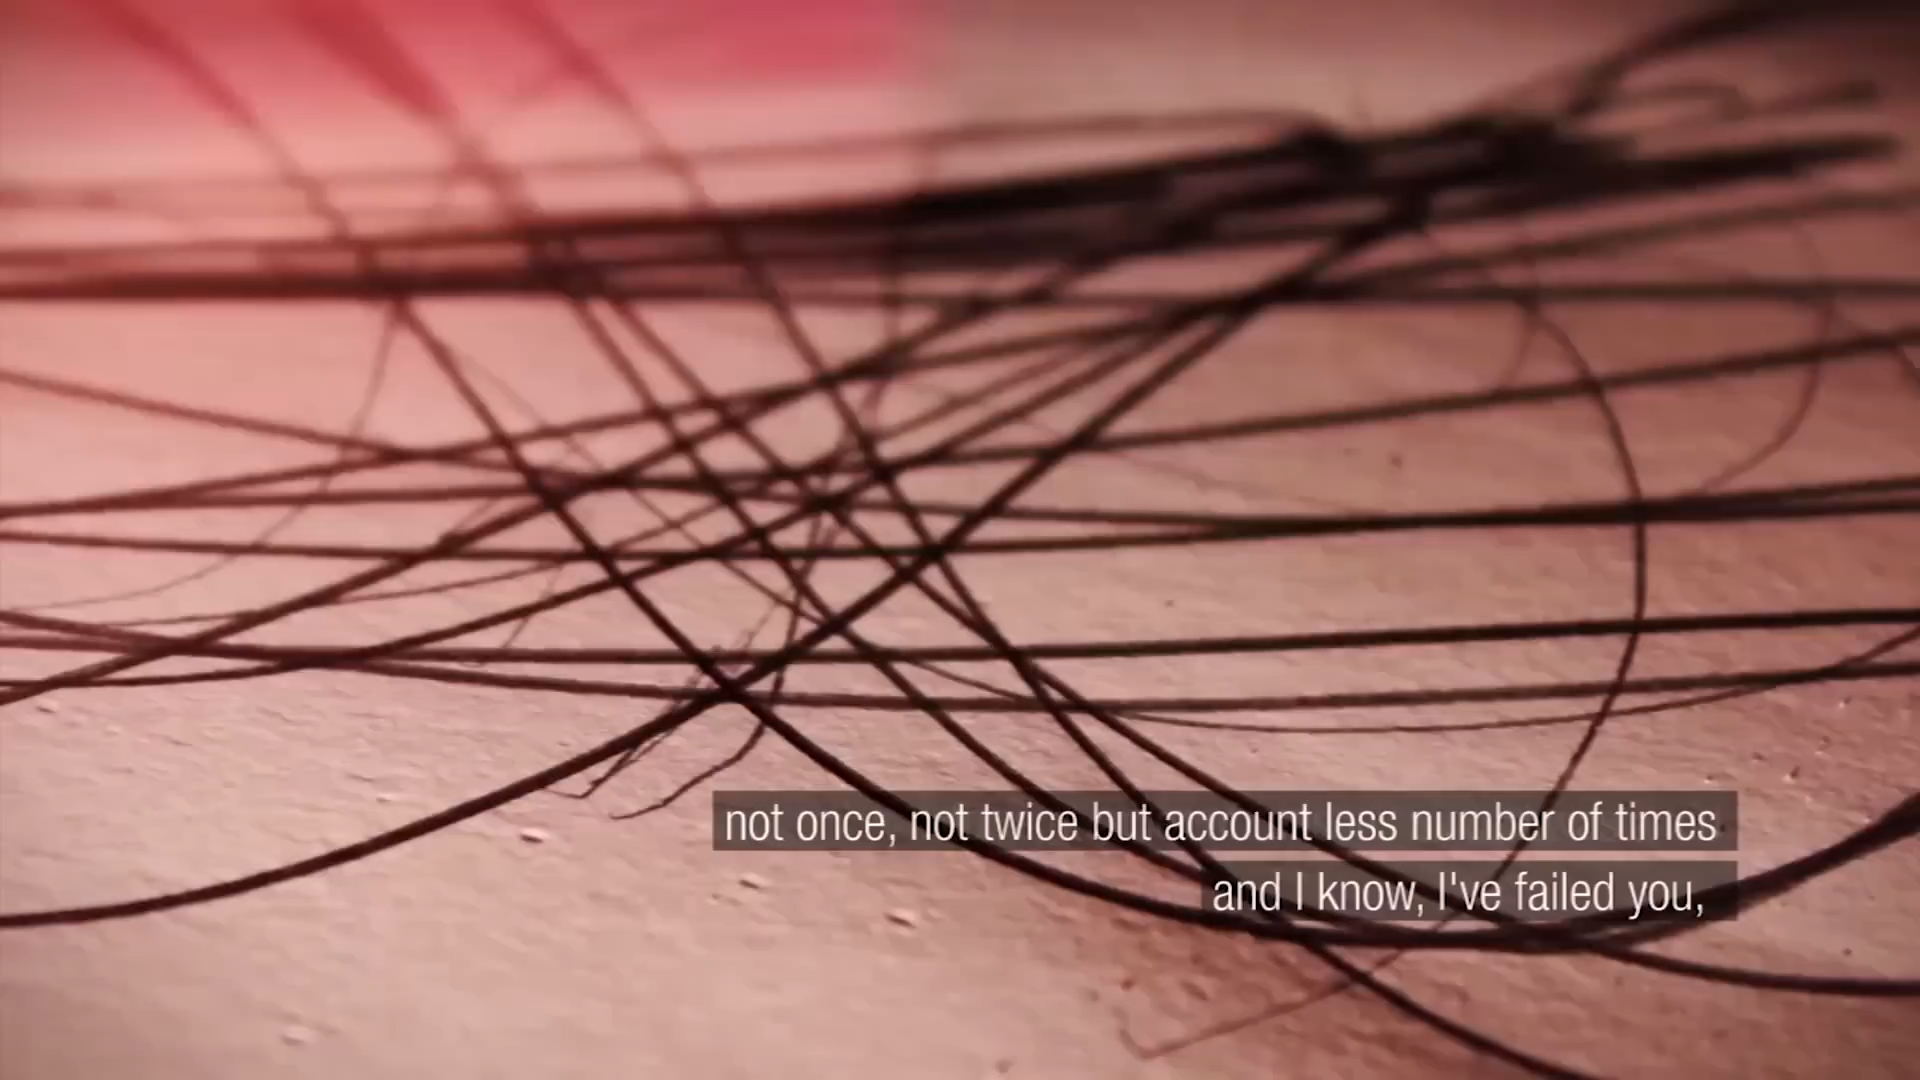 not once, not twice but account less number of times
and I know, I've failed you,